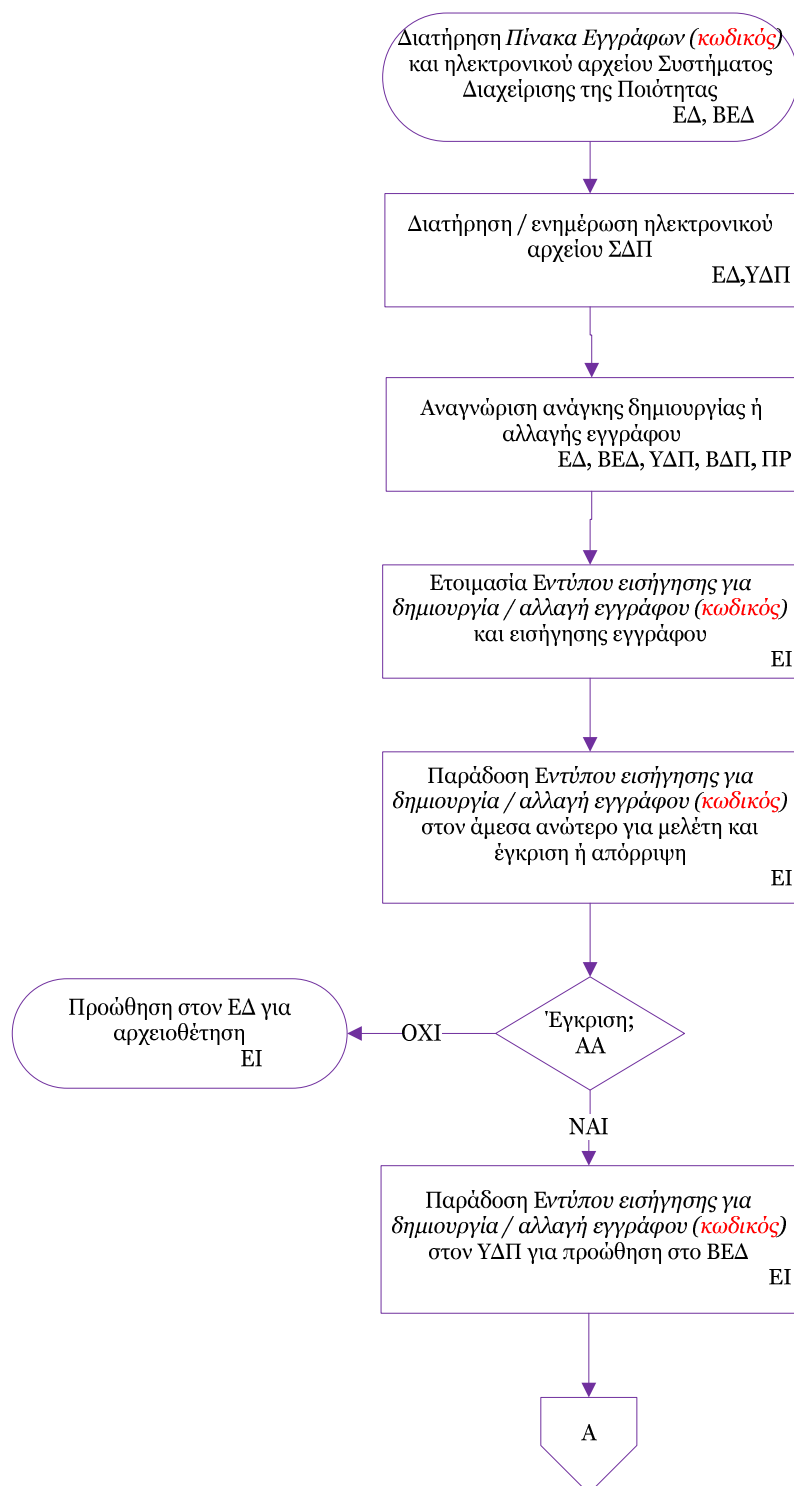 Διατήρηση Πίνακα Εγγράφων (κωδικός)
και ηλεκτρονικού αρχείου Συστήματος
Διαχείρισης της Ποιότητας
ΕΔ, ΒΕΔ
Διατήρηση / ενημέρωση ηλεκτρονικού
αρχείου ΣΔΠ
ΕΔ,ΥΔΠ
Αναγνώριση ανάγκης δημιουργίας ή
αλλαγής εγγράφου
ΕΔ, ΒΕΔ, ΥΔΠ, ΒΔΠ, ΠΡ
Ετοιμασία Εντύπου εισήγησης για
δημιουργία / αλλαγή εγγράφου (κωδικός)
και εισήγησης εγγράφου
ΕΙ
Παράδοση Εντύπου εισήγησης για
δημιουργία / αλλαγή εγγράφου (κωδικός)
στον άμεσα ανώτερο για μελέτη και
έγκριση ή απόρριψη
ΕΙ
Έγκριση;
ΑΑ
ΟΧΙ
Προώθηση στον ΕΔ για
αρχειοθέτηση
ΕΙ
ΝΑΙ
Παράδοση Εντύπου εισήγησης για
δημιουργία / αλλαγή εγγράφου (κωδικός)
στον ΥΔΠ για προώθηση στο ΒΕΔ
ΕΙ
Α